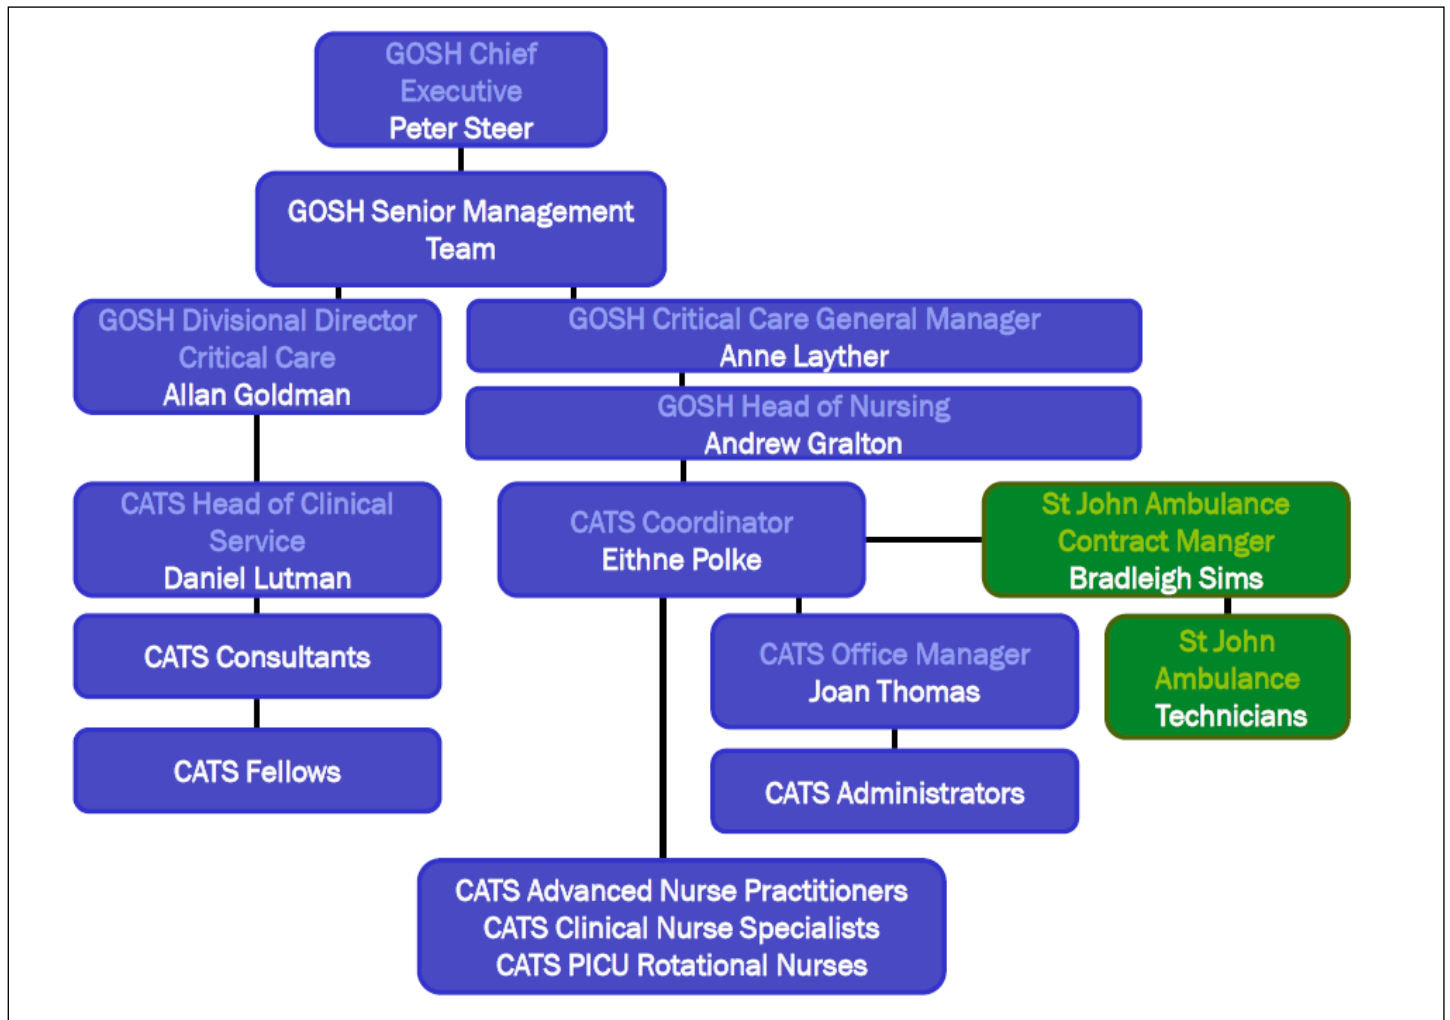 GOSH Chief
Executive
Peter Steer
GOSH Senior Management
Team
GOSH Divisional Director
Critical Care
Allan Goldman
GOSH Critical Care General Manager
Anne Layther
GOSH Head of Nursing
Andrew Gralton
CATS Head of Clinical
Service
Daniel Lutman
CATS Coordinator
Eithne Polke
St John Ambulance
Contract Manger
Bradleigh Sims
CATS Consultants
CATS Office Manager
Joan Thomas
St John
Ambulance
Technicians
CATS Fellows
CATS Administrators
CATS Advanced Nurse Practitioners
CATS Clinical Nurse Specialists
CATS PICU Rotational Nurses